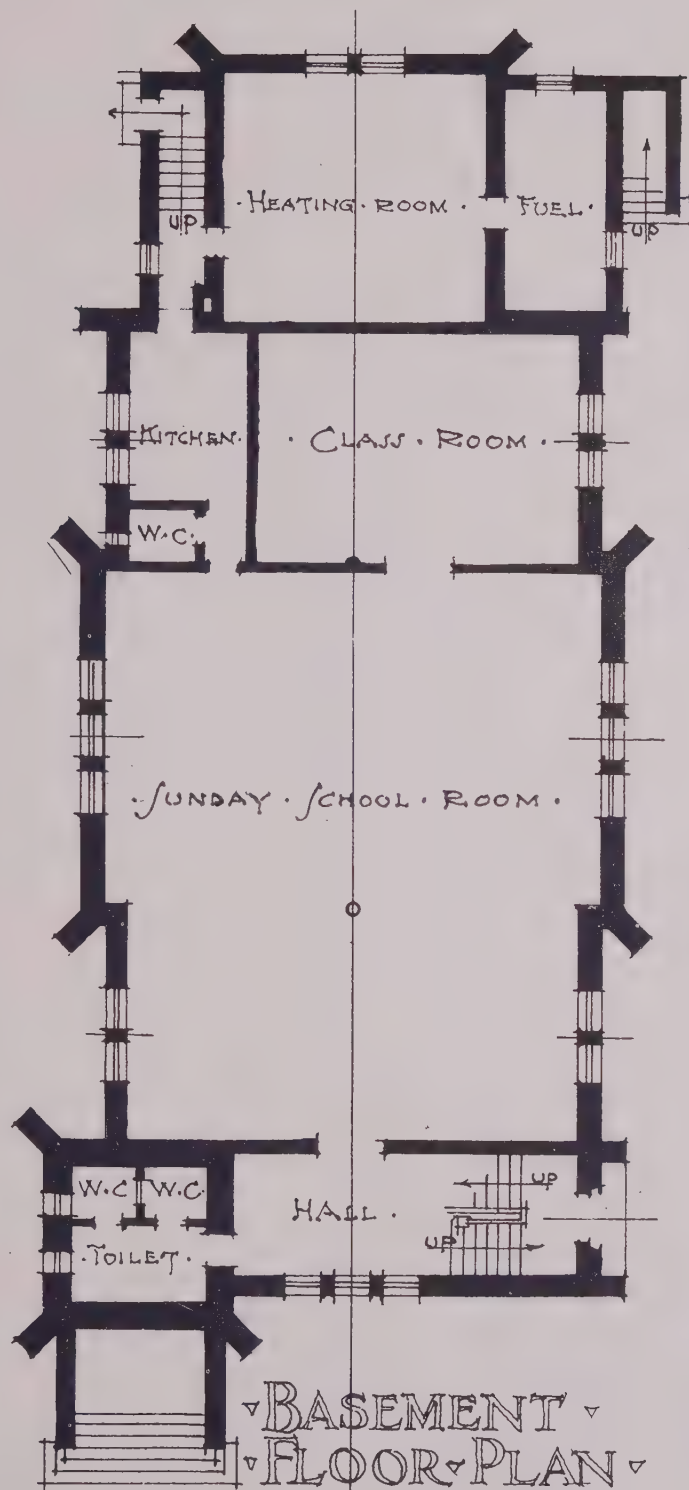 · HEATING · ROOM ·
FUEL ·
UP
UP
KITCHEN ·
· CLASS · ROOM ·
W · C ·
· SUNDAY · SCHOOL · ROOM ·
W · C
W · C ·
HALL ·
UP
UP
· TOILET ·
· BASEMENT ·
· FLOOR · PLAN ·